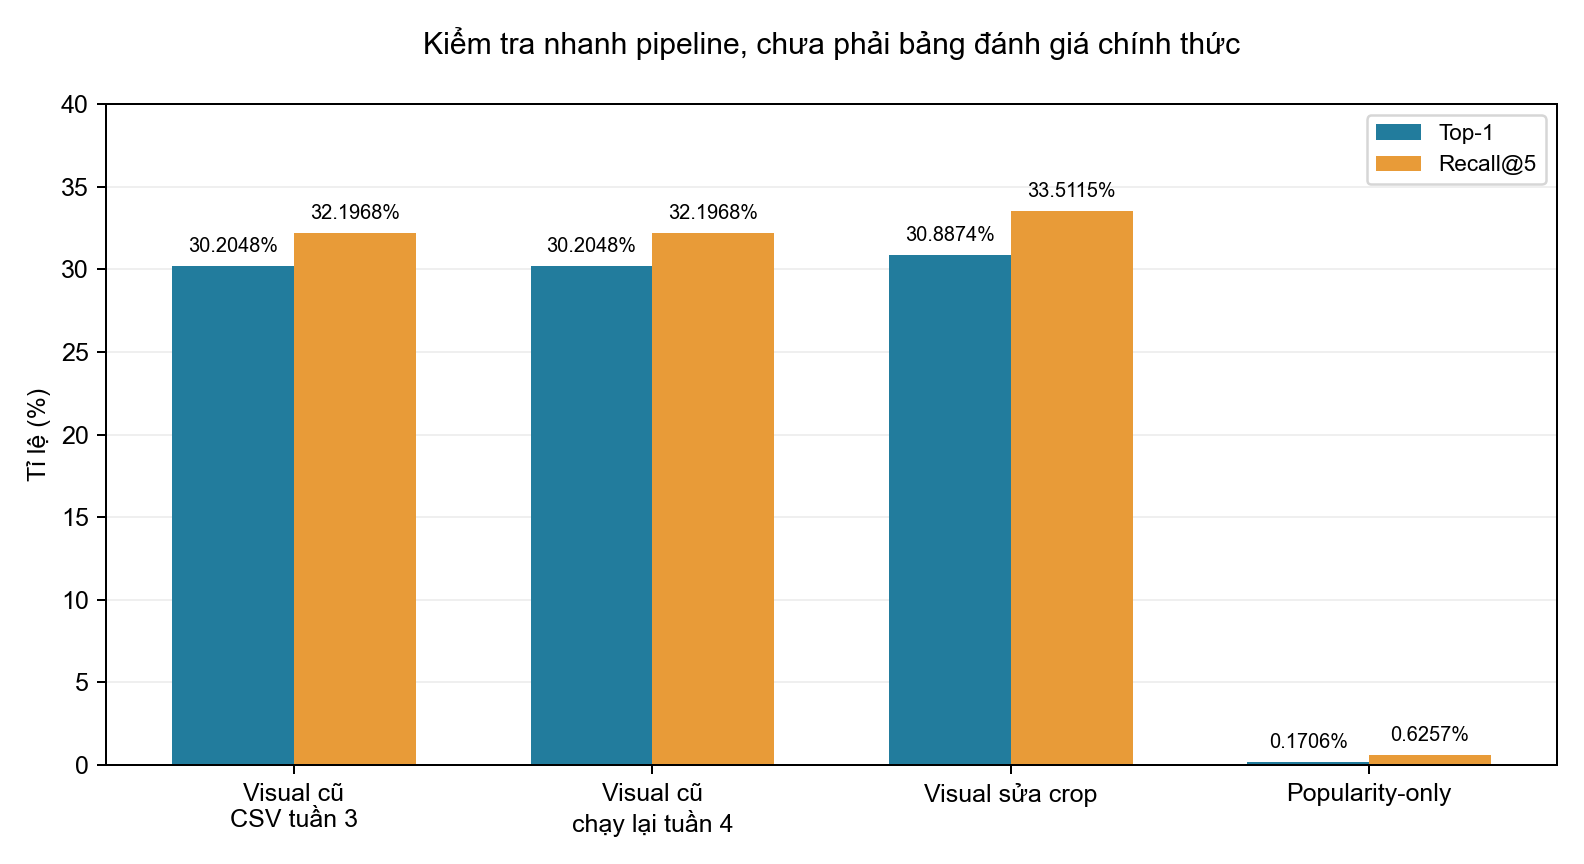 Kiểm tra nhanh pipeline, chưa phải bảng đánh giá chính thức
Tỉ lệ (%)
40
35
30
25
20
15
10
5
0
Top-1
Recall@5
30.2048%
32.1968%
30.2048%
32.1968%
30.8874%
33.5115%
0.1706%
0.6257%
Visual cũ
CSV tuần 3
Visual cũ
chạy lại tuần 4
Visual sửa crop
Popularity-only